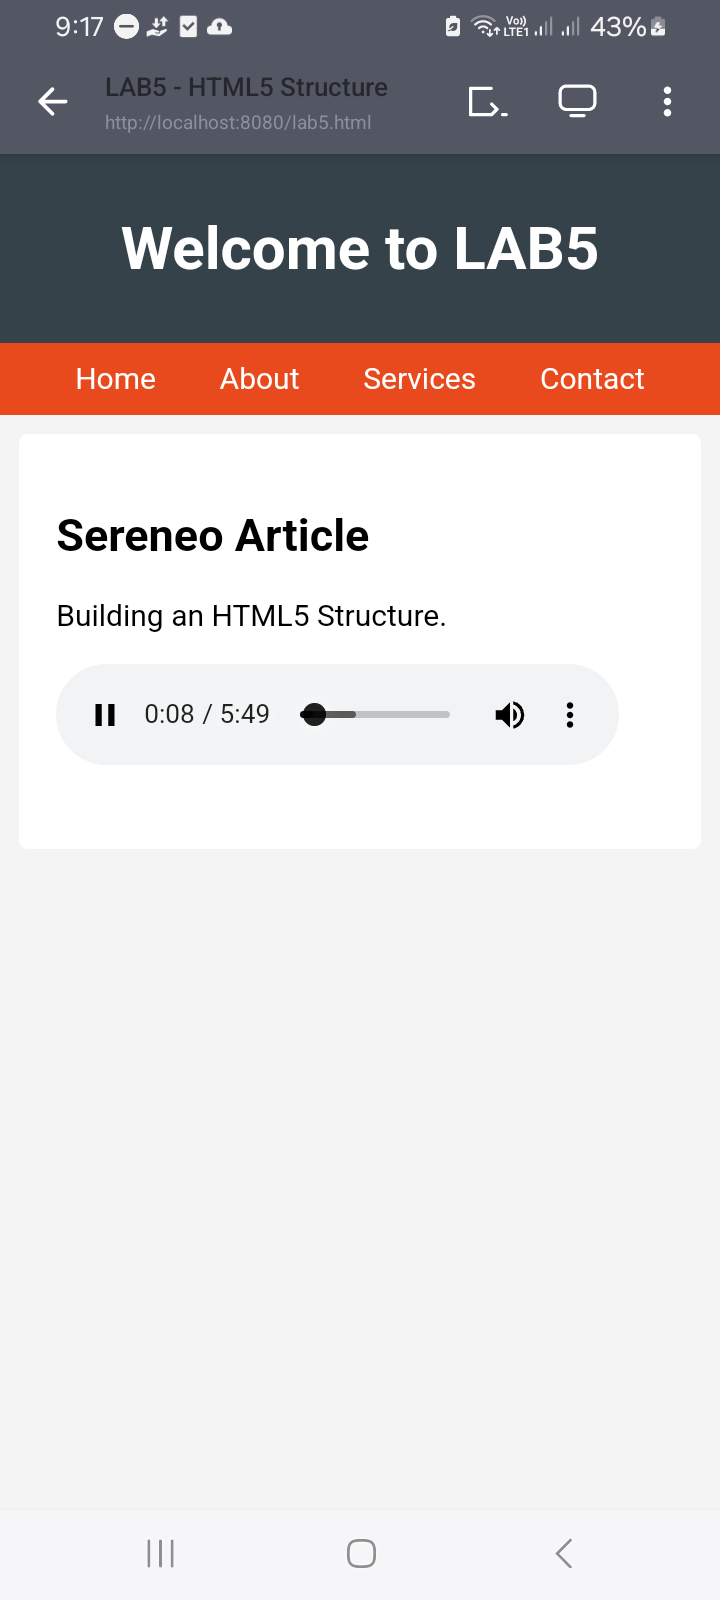 9:17 Vo)) LTE1 43%
LAB5 - HTML5 Structure
http://localhost:8080/lab5.html
Welcome to LAB5
Home About Services Contact
Sereneo Article
Building an HTML5 Structure.
0:08 / 5:49